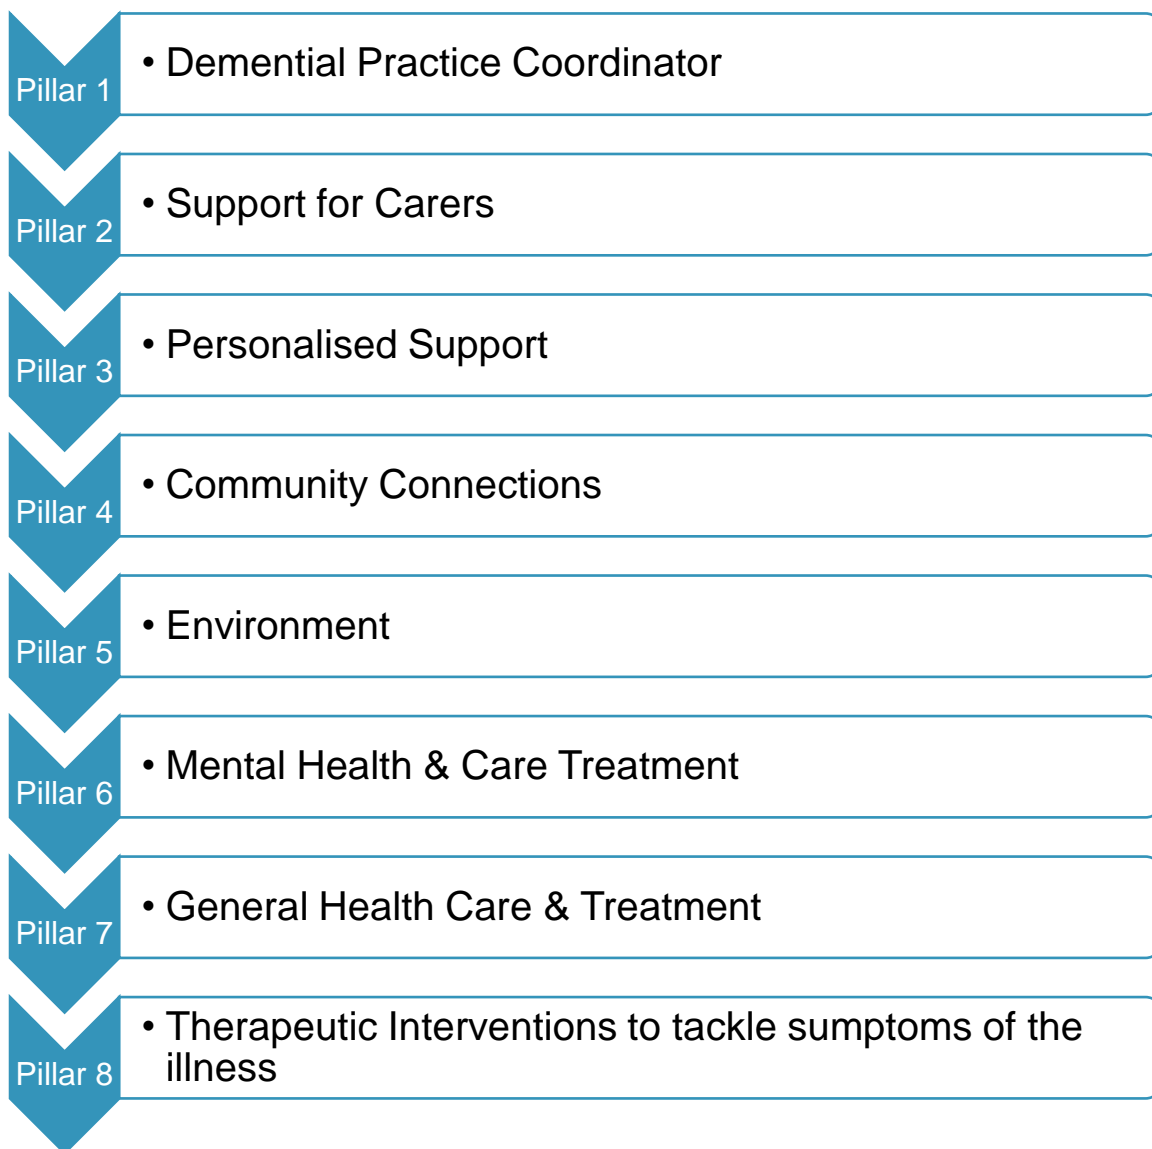 Pillar 1
• Demential Practice Coordinator
Pillar 2
• Support for Carers
Pillar 3
• Personalised Support
Pillar 4
• Community Connections
Pillar 5
• Environment
Pillar 6
• Mental Health & Care Treatment
Pillar 7
• General Health Care & Treatment
Pillar 8
• Therapeutic Interventions to tackle sumptoms of the
illness